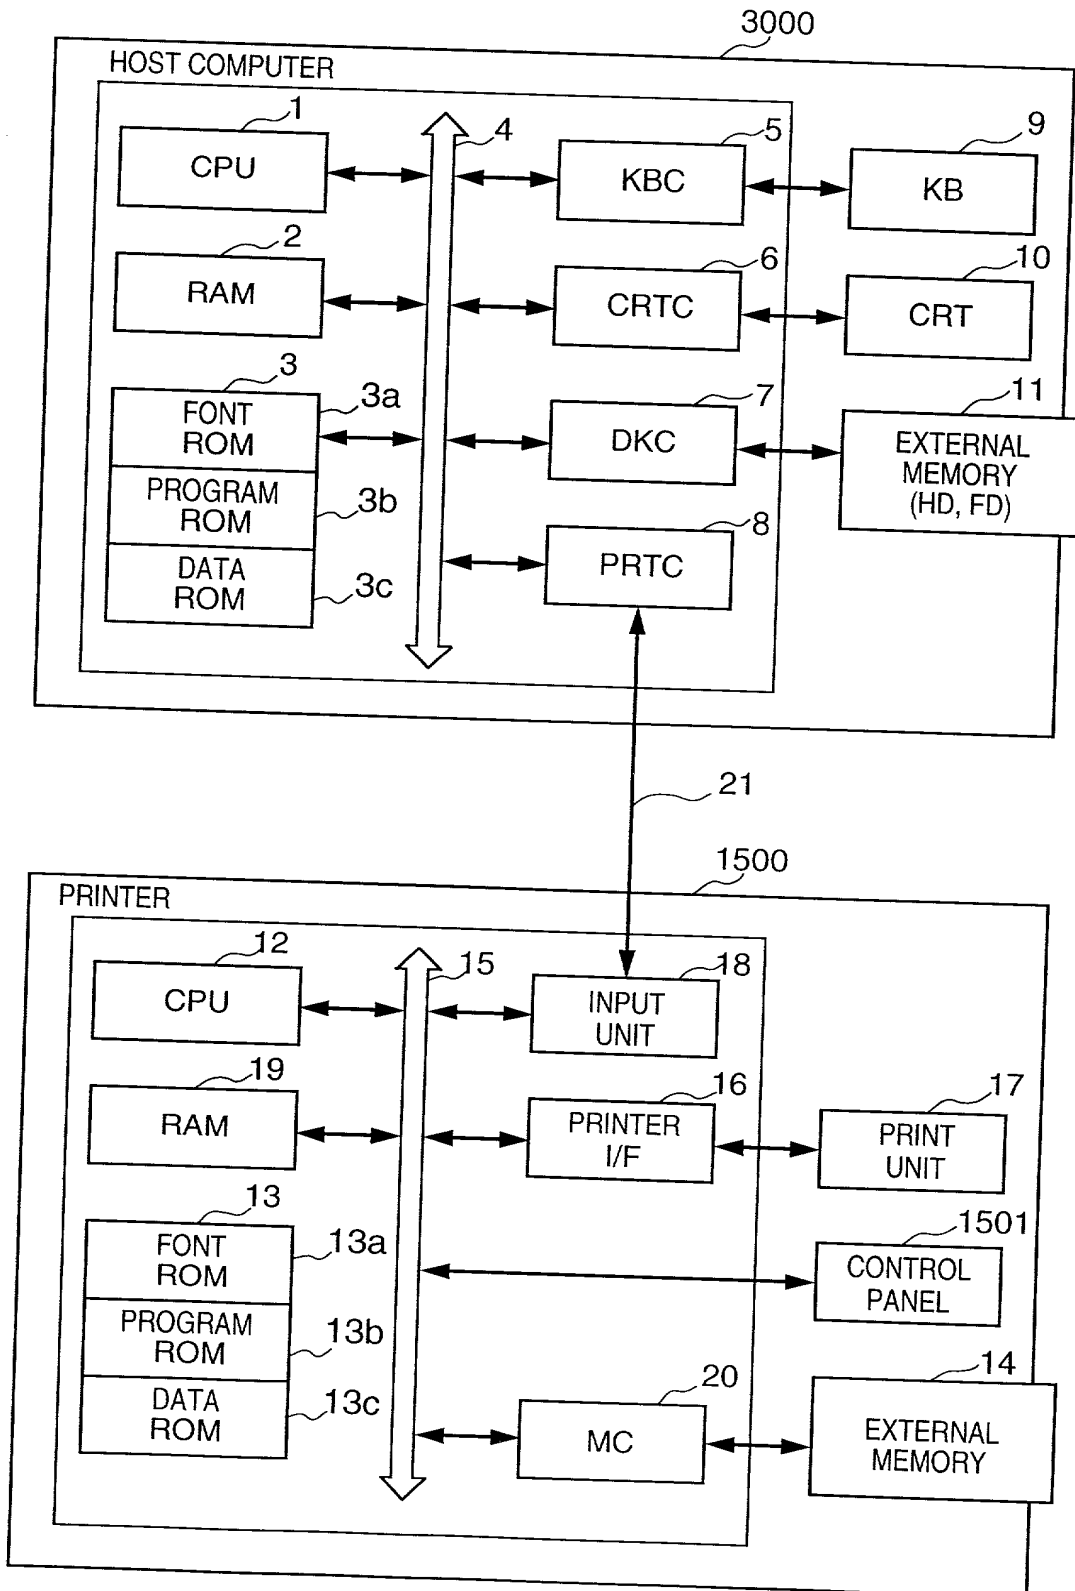 3000
HOST COMPUTER
1
CPU
4
5
KBC
9
KB
2
RAM
6
CRTC
10
CRT
3
FONT
ROM
3a
PROGRAM
ROM
3b
DATA
ROM
3c
7
DKC
11
EXTERNAL
MEMORY
(HD, FD)
8
PRTC
21
1500
PRINTER
12
CPU
15
18
INPUT
UNIT
19
RAM
16
PRINTER
I/F
17
PRINT
UNIT
13
FONT
ROM
13a
PROGRAM
ROM
13b
DATA
ROM
13c
1501
CONTROL
PANEL
20
MC
14
EXTERNAL
MEMORY